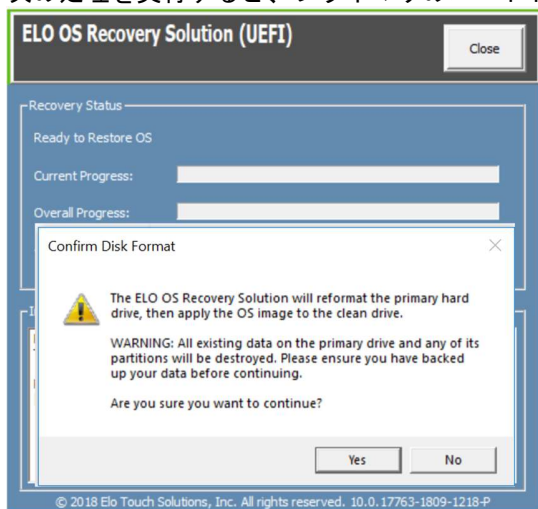 ELO OS Recovery Solution (UEFI)
Close
Recovery Status
Ready to Restore OS
Current Progress:
Overall Progress:
Confirm Disk Format
The ELO OS Recovery Solution will reformat the primary hard
drive, then apply the OS image to the clean drive.
WARNING: All existing data on the primary drive and any of its
partitions will be destroyed. Please ensure you have backed
up your data before continuing.
Are you sure you want to continue?
Yes
No
© 2018 Elo Touch Solutions, Inc. All rights reserved. 10.0.17763-1809-1218-P